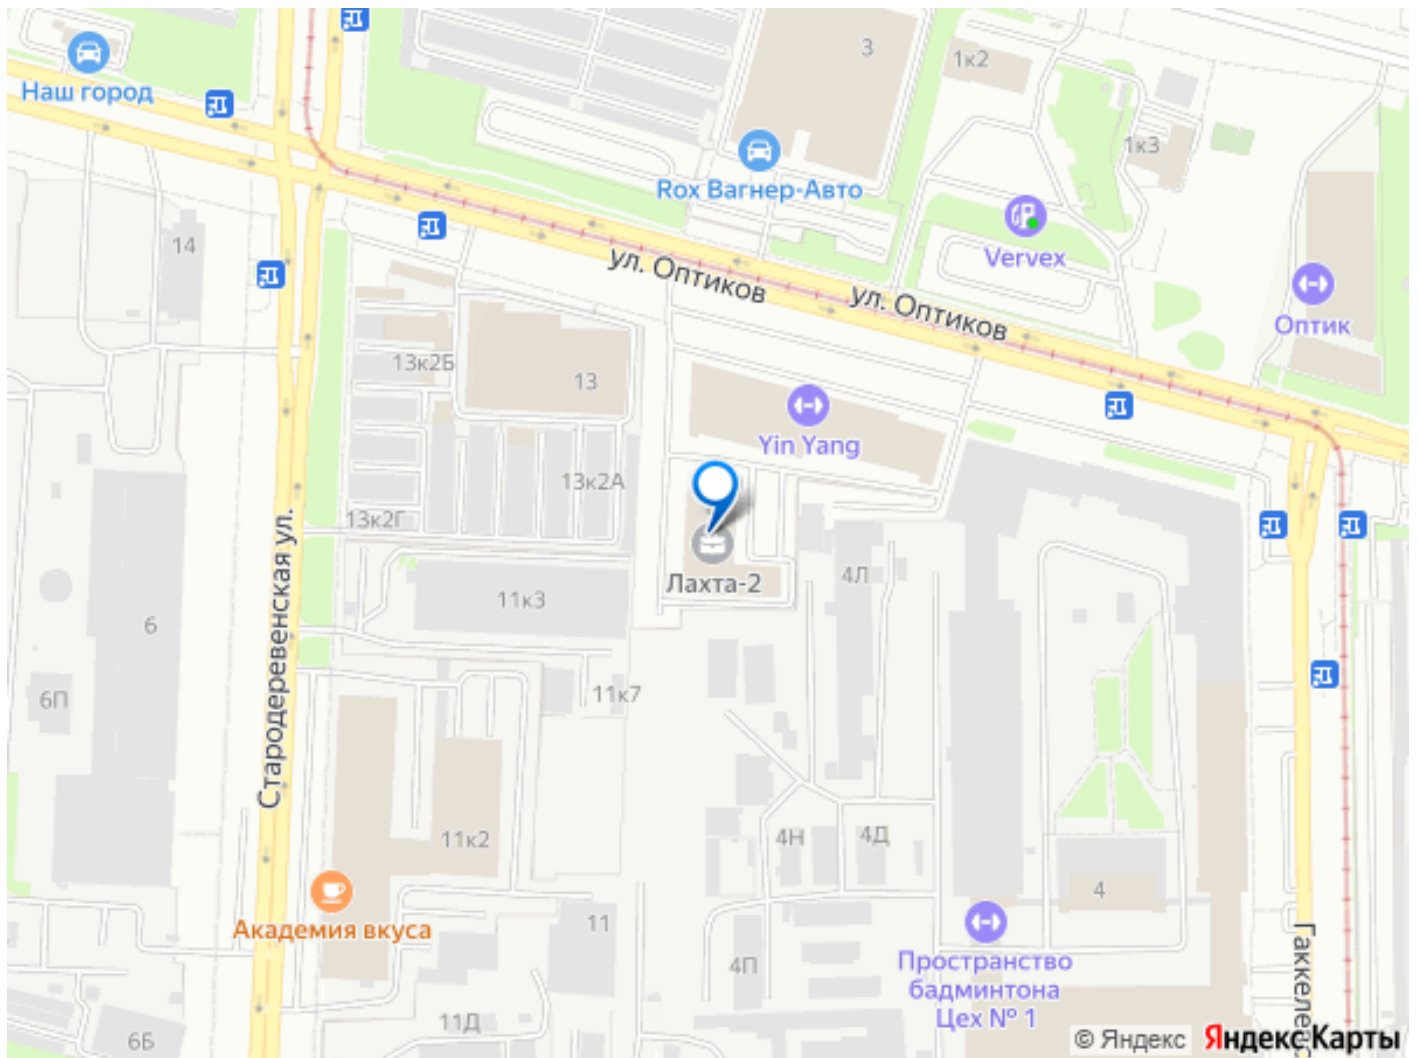 Наш город
3
1к2
1к3
Rox Вагнер-Авто
Vervex
14
ул. Оптиков
ул. Оптиков
Оптик
13к2Б
13
Yin Yang
13к2А
13к2Г
Стародеревенская ул.
Лахта-2
4Л
11к3
6
6П
11к7
11к2
4Н
4Д
4
Академия вкуса
11
4П
Пространство
бадминтона
Цех № 1
Гаккелев
11Д
6Б
© Яндекс
Яндекс Карты